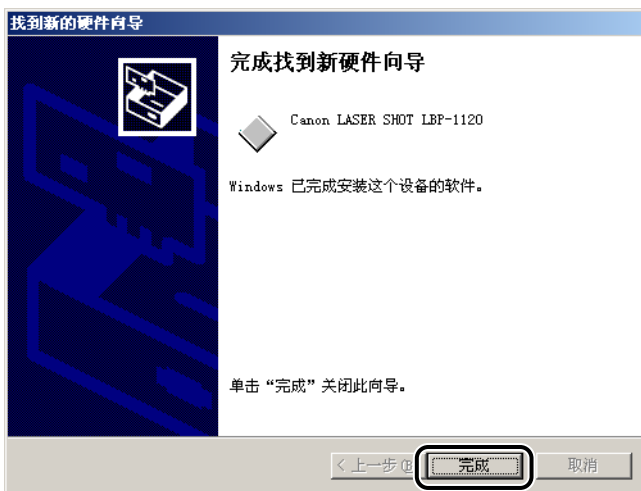 找到新的硬件向导
完成找到新硬件向导
Canon LASER SHOT LBP-1120
Windows 已完成安装这个设备的软件。
单击“完成”关闭此向导。
< 上一步(B
完成
取消